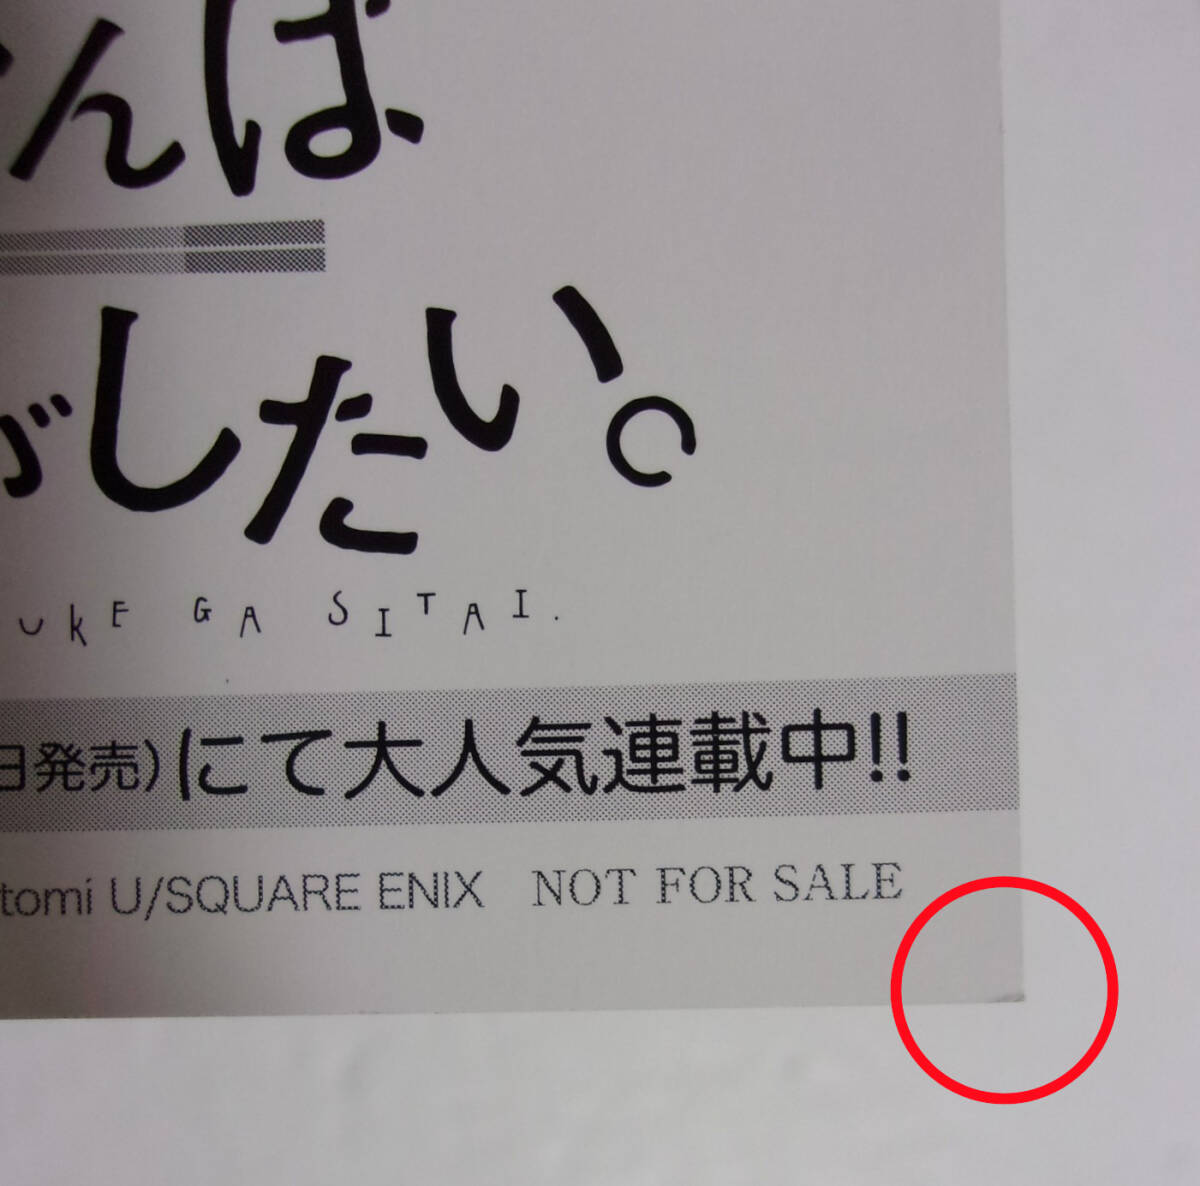 んば
がしたい。
UKE GA SITAI.
日発売)にて大人気連載中!!
tomi U/SQUARE ENIX NOT FOR SALE